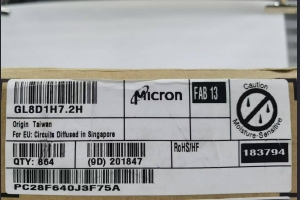 GL8D1H7.2H
Micron
FAB 13
Caution
Moisture-Sensitive
Origin Taiwan
For EU: Circuits Diffused in Singapore
QTY: 864
(9D) 201847
RoHS/HF
183794
PC28F640J3F75A